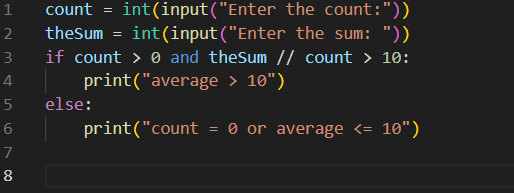 1 count = int(input("Enter the count:"))
2 theSum = int(input("Enter the sum: "))
3 if count > 0 and theSum // count > 10:
4     print("average > 10")
5 else:
6     print("count = 0 or average <= 10")
7
8